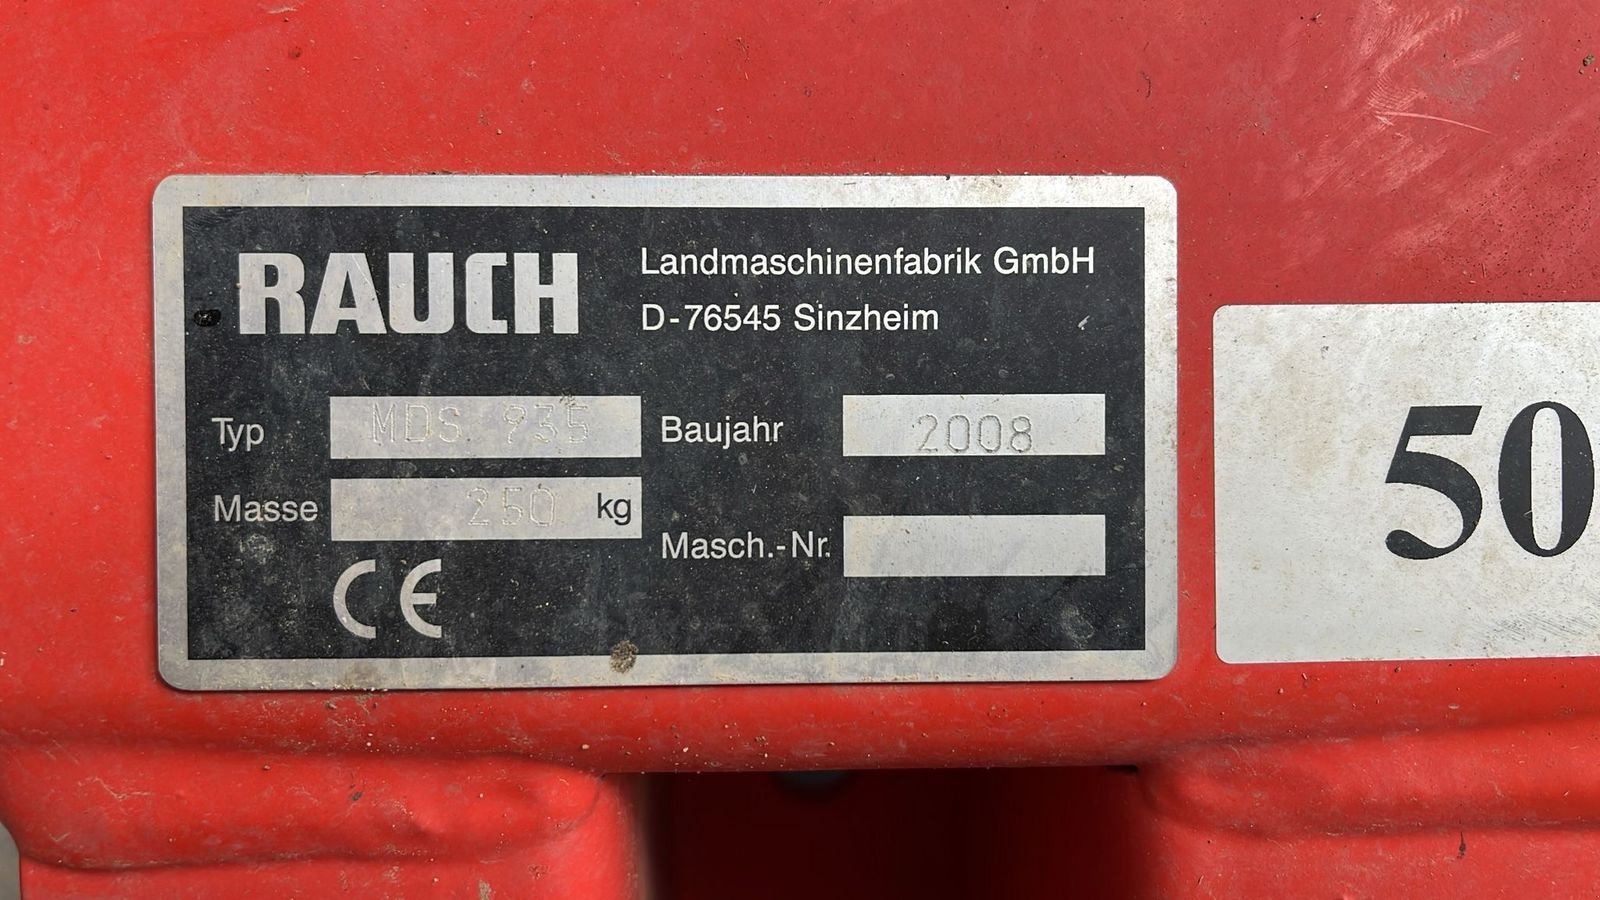 RAUCH
Landmaschinenfabrik GmbH
D-76545 Sinzheim
Typ MDS 935
Baujahr 2008
Masse 250 kg
Masch.-Nr.
CE
50